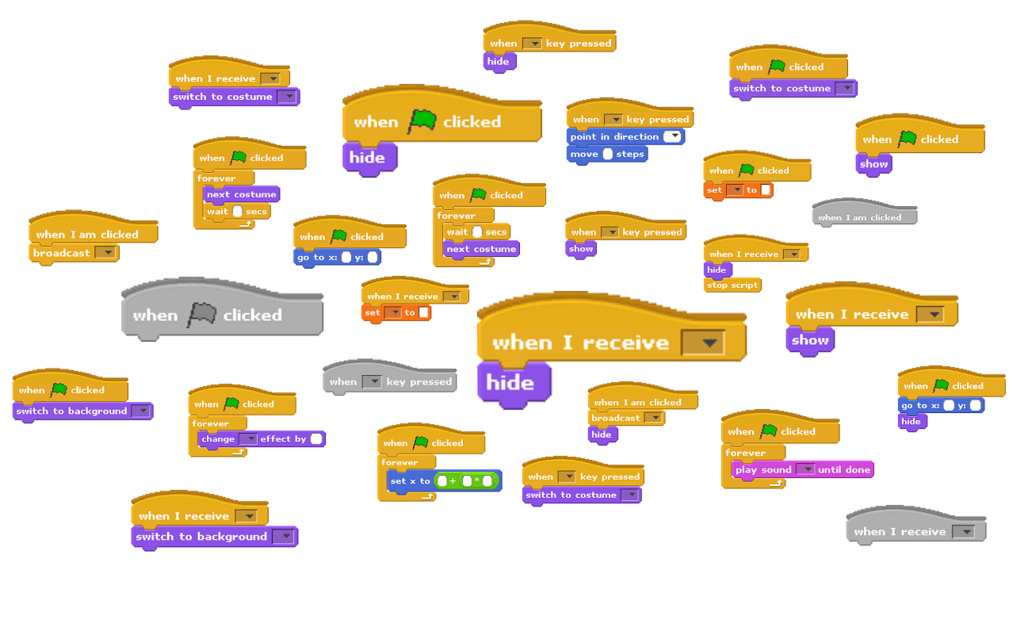 when key pressed
hide
when I receive
switch to costume
when clicked
switch to costume
when clicked
hide
when key pressed
point in direction
move steps
when clicked
show
when clicked
forever
next costume
wait secs
when clicked
set to
when clicked
forever
wait secs
next costume
when I am clicked
when I am clicked
broadcast
when clicked
go to x: y:
when key pressed
show
when I receive
hide
stop script
when clicked
when I receive
set to
when I receive
hide
when I receive
show
when clicked
switch to background
when key pressed
when clicked
go to x: y:
hide
when clicked
forever
change effect by
when I am clicked
broadcast
hide
when clicked
forever
set x to + *
when clicked
forever
play sound until done
when key pressed
switch to costume
when I receive
switch to background
when I receive